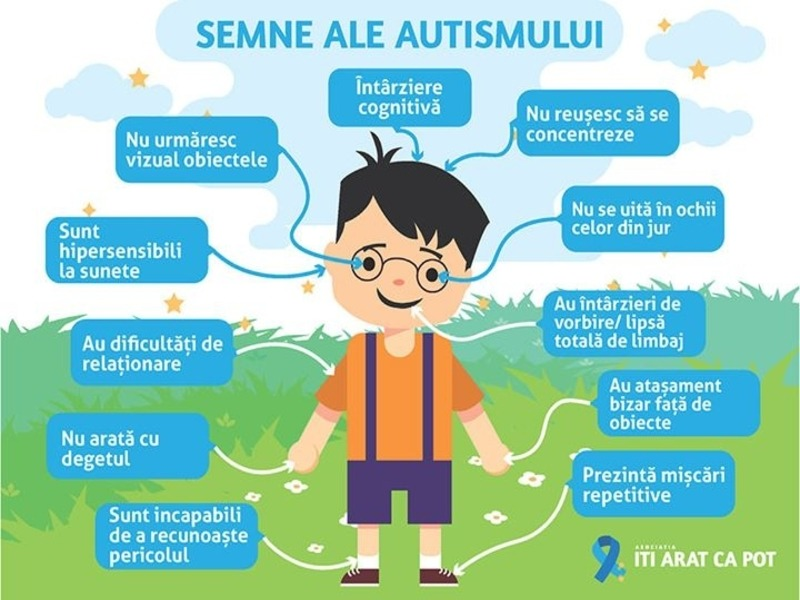 SEMNE ALE AUTISMULUI
Întârziere
cognitivă
Nu reușesc să se
concentreze
Nu urmăresc
vizual obiectele
Nu se uită în ochii
celor din jur
Sunt
hipersensibili
la sunete
Au întârzieri de
vorbire/ lipsă
totală de limbaj
Au dificultăți de
relaționare
Au atașament
bizar față de
obiecte
Nu arată cu
degetul
Prezintă mișcări
repetitive
Sunt incapabili
de a recunoaște
pericolul
ASOCIAȚIA
ITI ARAT CA POT